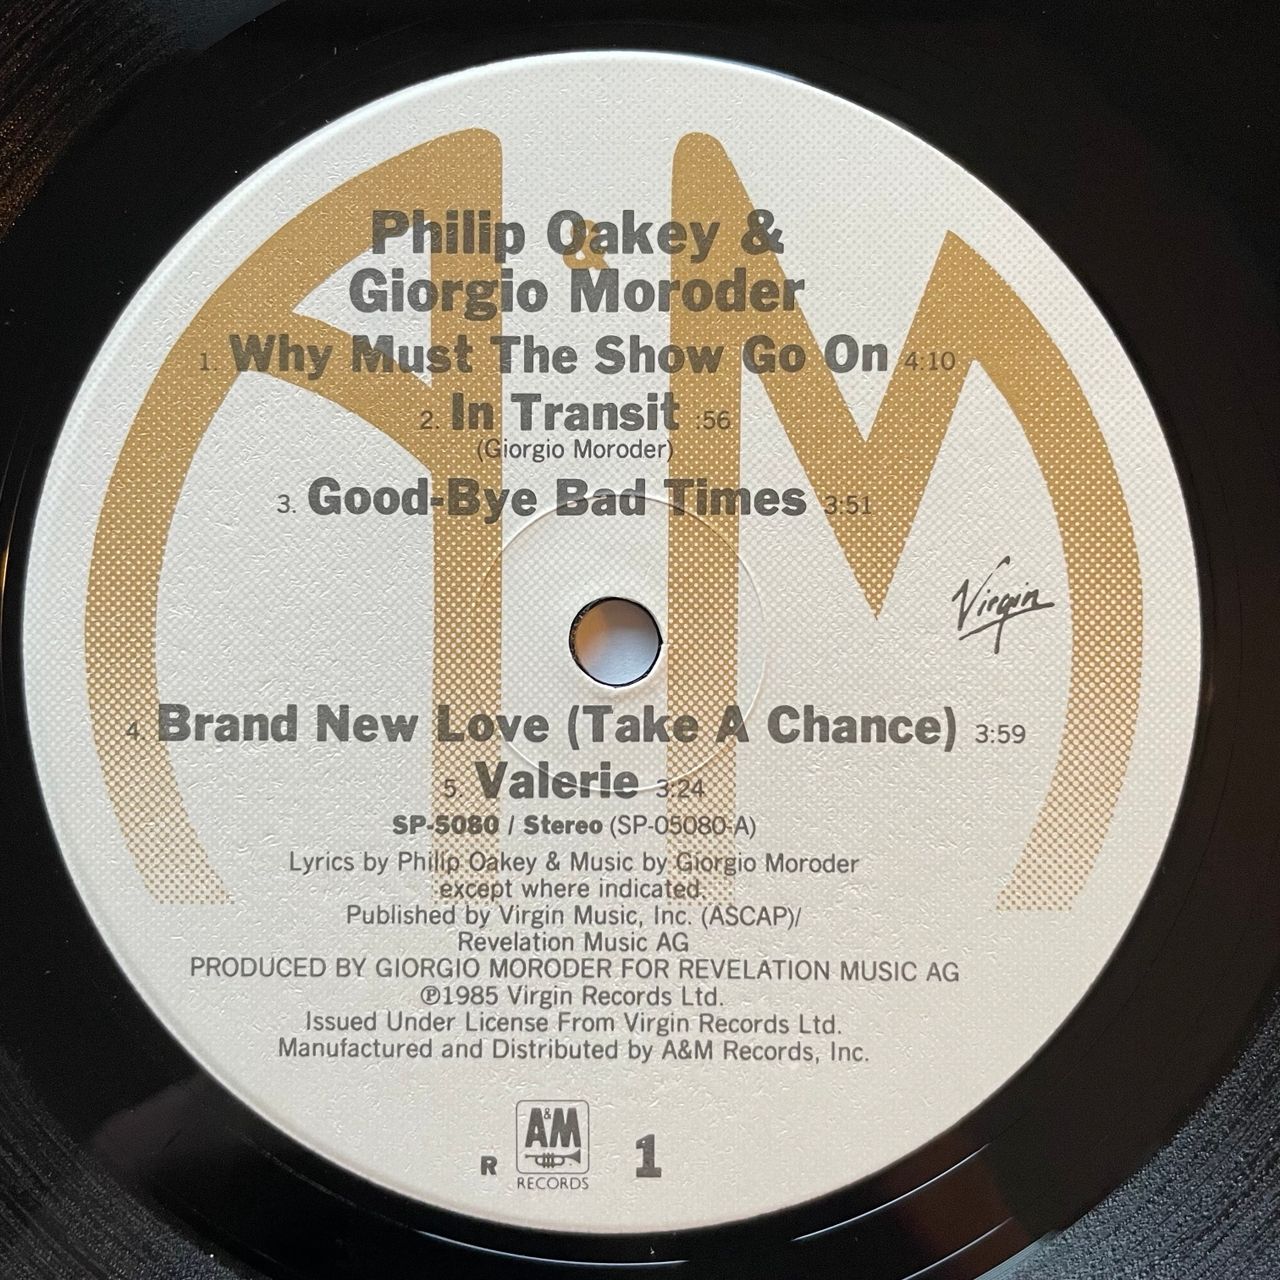 Philip Oakey &
Giorgio Moroder
1. Why Must The Show Go On 4:10
2. In Transit :56
(Giorgio Moroder)
3. Good-Bye Bad Times 3:51
Virgin
4. Brand New Love (Take A Chance) 3:59
5. Valerie 3:24
SP-5080 / Stereo (SP-05080-A)
Lyrics by Philip Oakey & Music by Giorgio Moroder
except where indicated.
Published by Virgin Music, Inc. (ASCAP)/
Revelation Music AG
PRODUCED BY GIORGIO MORODER FOR REVELATION MUSIC AG
℗1985 Virgin Records Ltd.
Issued Under License From Virgin Records Ltd.
Manufactured and Distributed by A&M Records, Inc.
R A&M 1
RECORDS
A&M